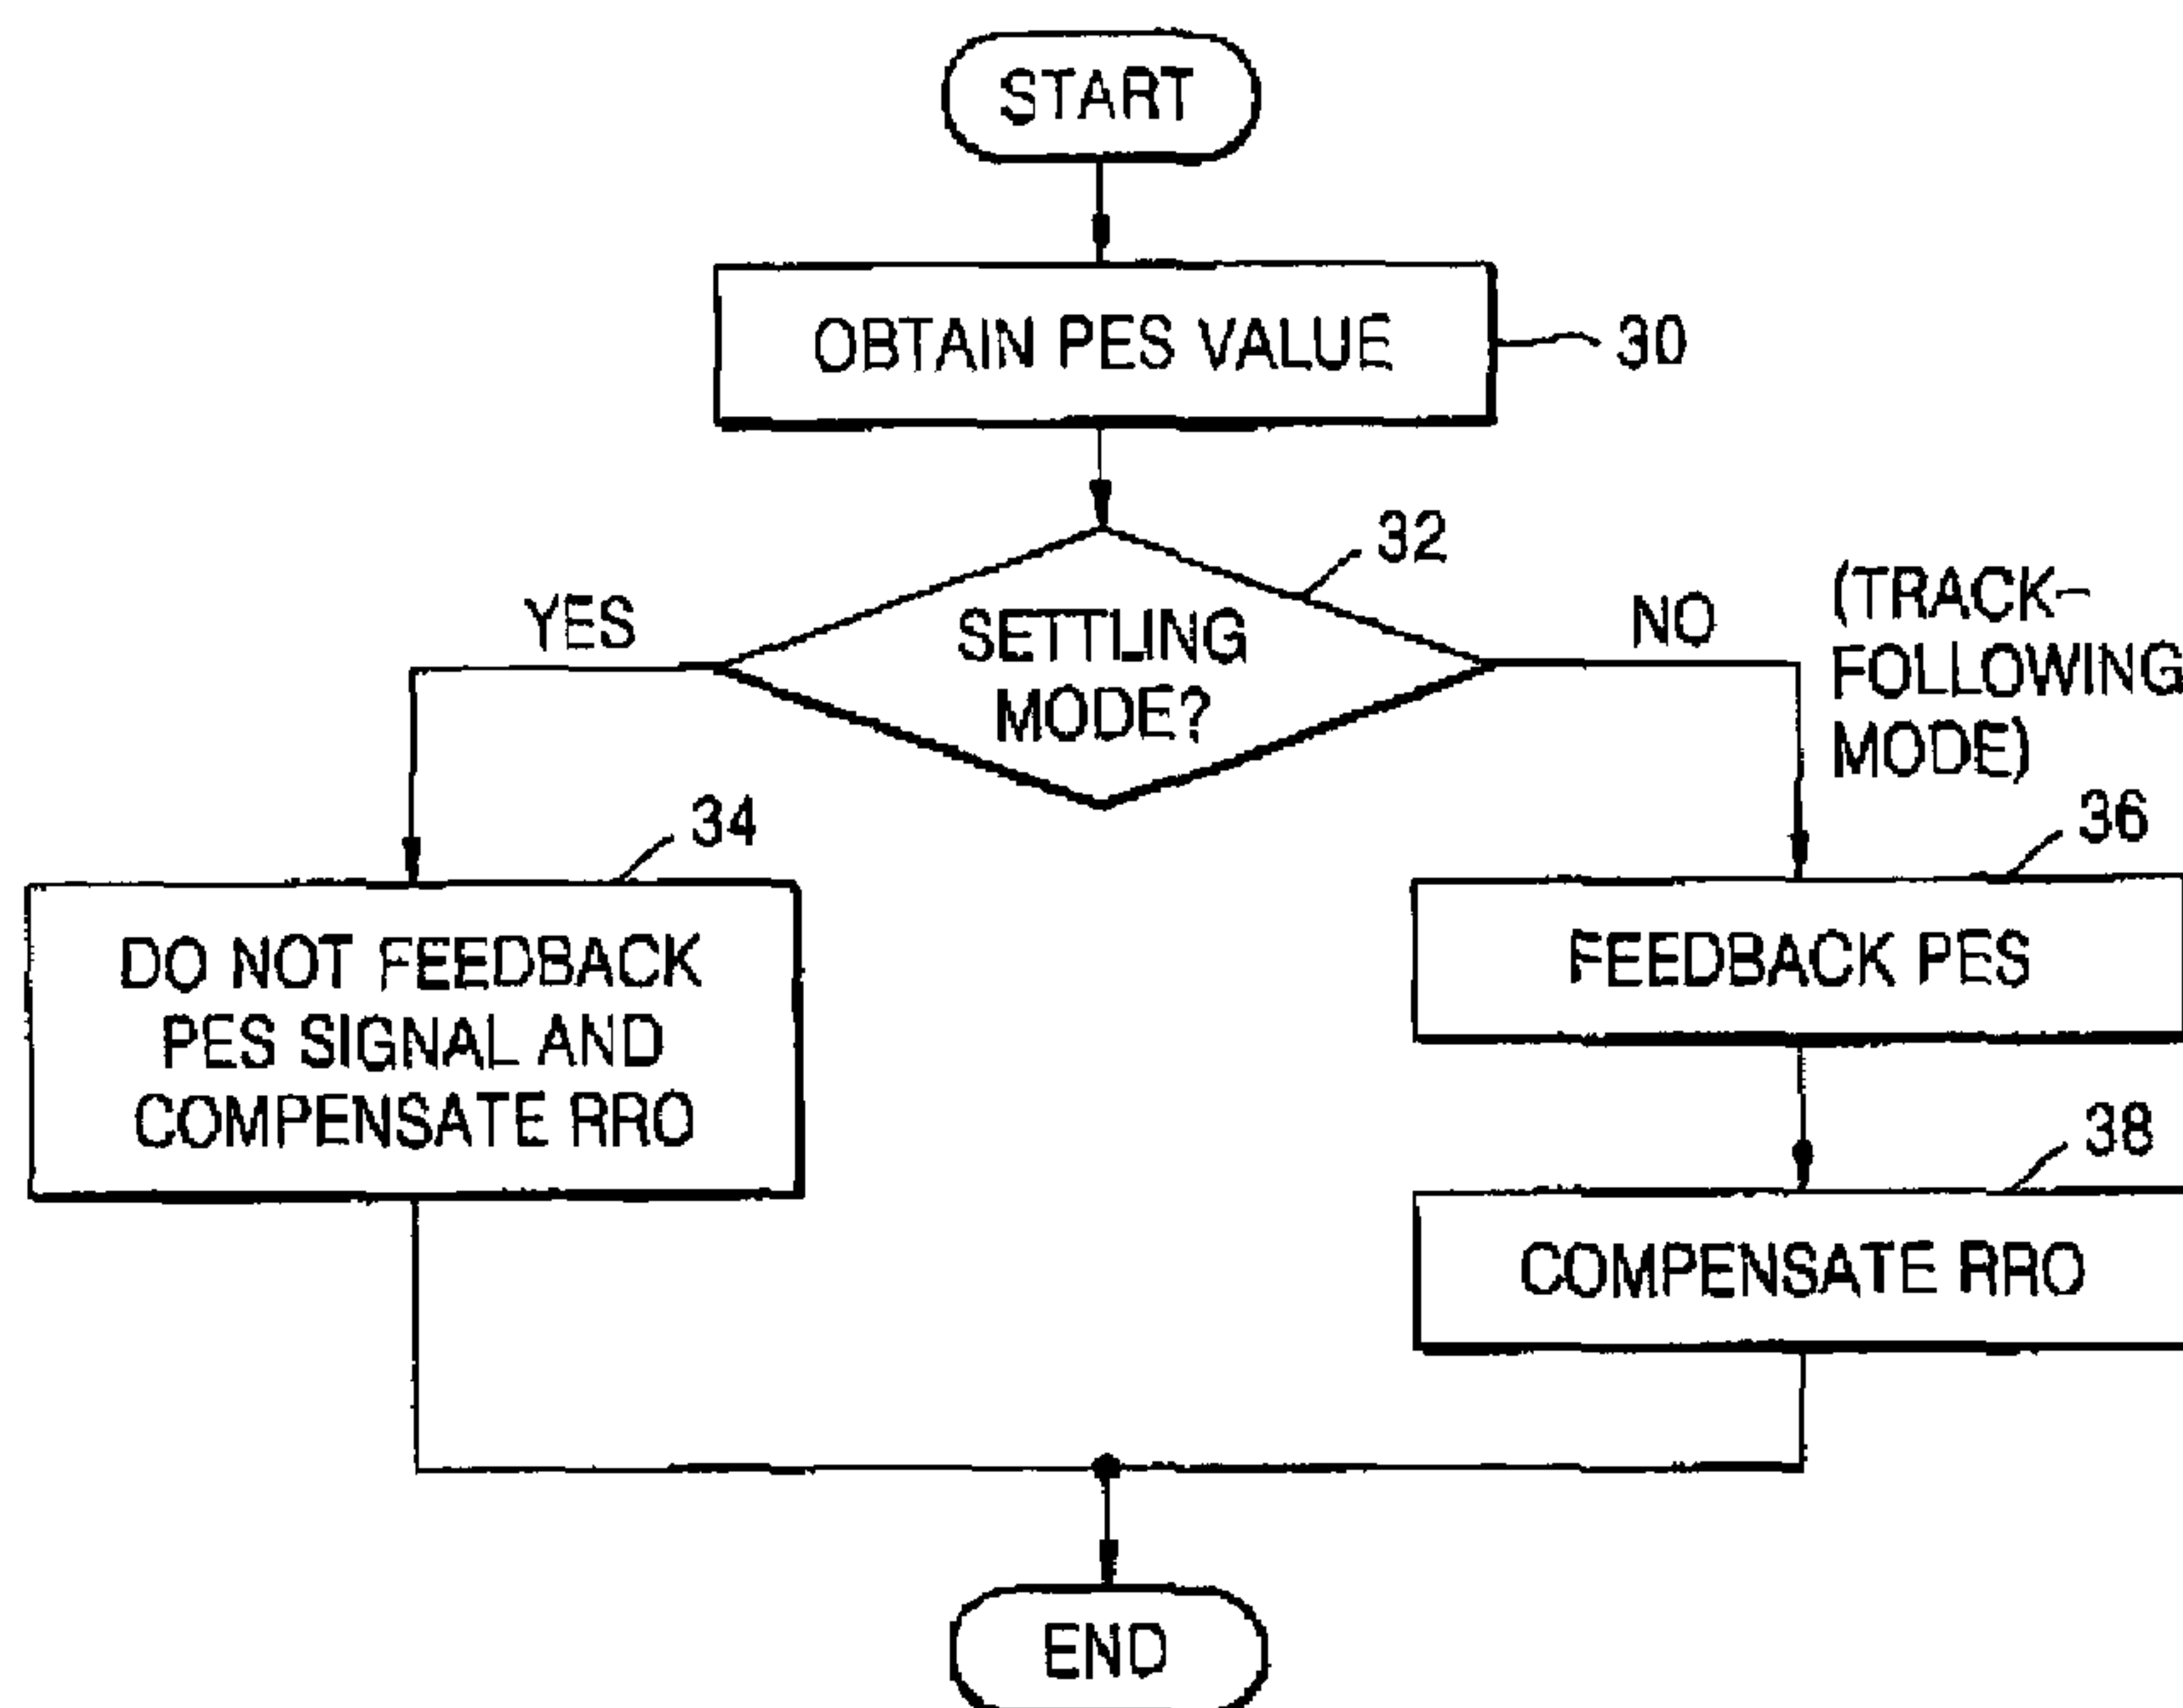 START
OBTAIN PES VALUE
30
32
YES
SETTLING
MODE?
NO
(TRACK-
FOLLOWING
MODE)
34
DO NOT FEEDBACK
PES SIGNAL AND
COMPENSATE RRO
36
FEEDBACK PES
38
COMPENSATE RRO
END